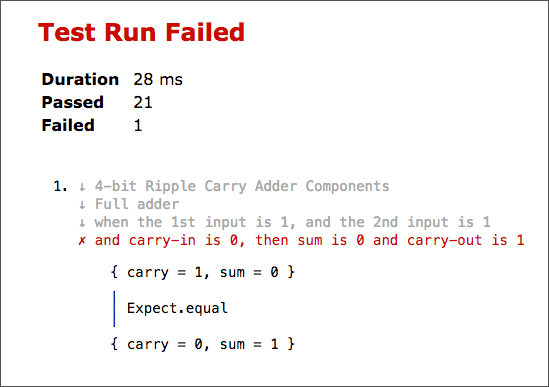 Test Run Failed
Duration 28 ms
Passed 21
Failed 1
1. ↓ 4-bit Ripple Carry Adder Components
↓ Full adder
↓ when the 1st input is 1, and the 2nd input is 1
✗ and carry-in is 0, then sum is 0 and carry-out is 1
{ carry = 1, sum = 0 }
Expect.equal
{ carry = 0, sum = 1 }